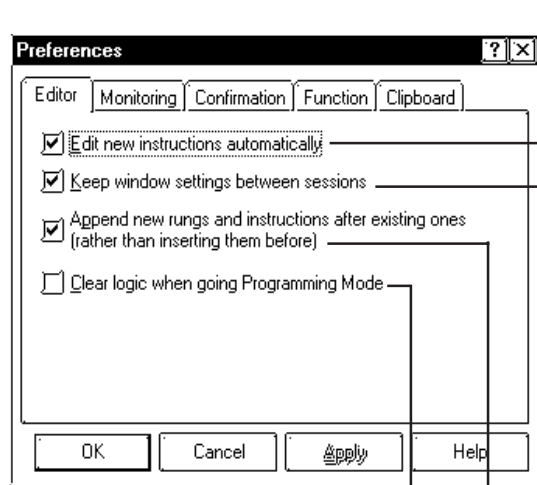 Preferences
Editor Monitoring Confirmation Function Clipboard
Edit new instructions automatically
Keep window settings between sessions
Append new rungs and instructions after existing ones
(rather than inserting them before)
Clear logic when going Programming Mode
OK Cancel Apply Help